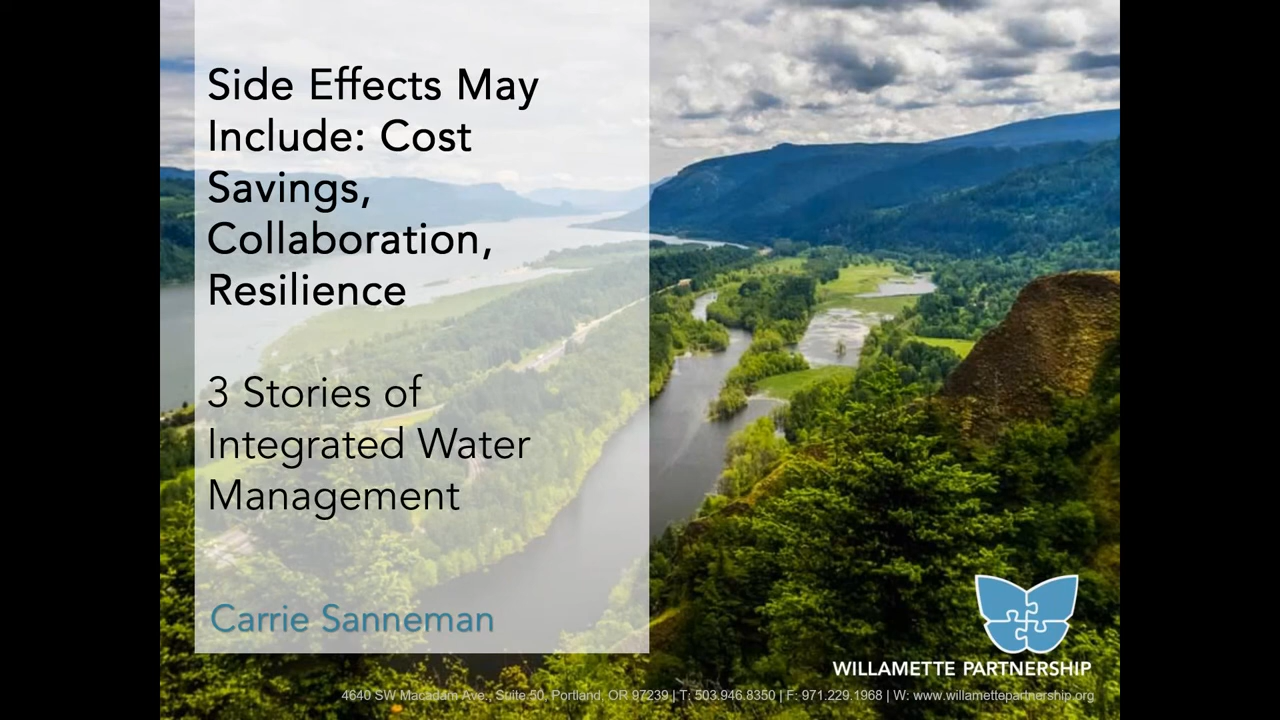 Side Effects May
Include: Cost
Savings,
Collaboration,
Resilience
3 Stories of
Integrated Water
Management
Carrie Sanneman
WILLAMETTE PARTNERSHIP
4640 SW Macadam Ave., Suite 50, Portland, OR 97239 | T: 503.946.8350 | F: 971.229.1968 | W: www.willamettepartnership.org